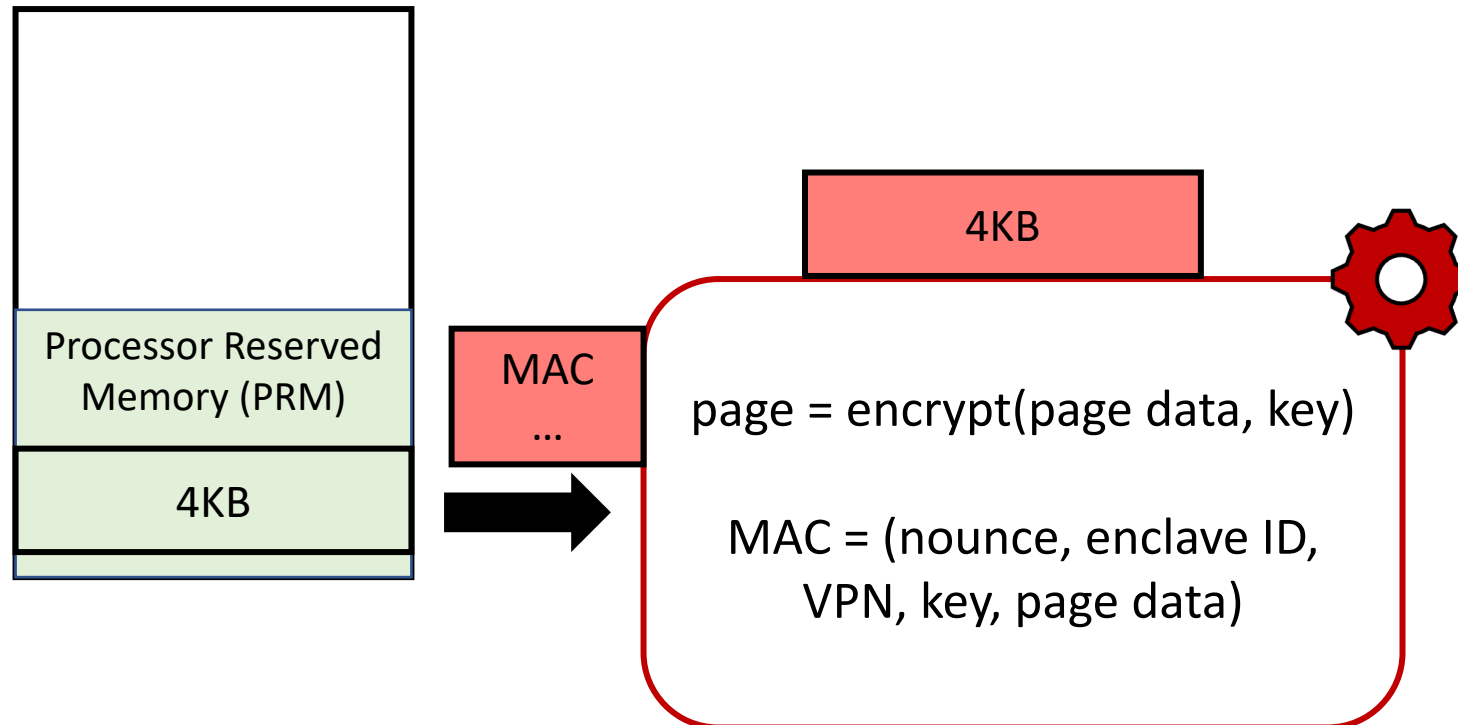 Processor Reserved
Memory (PRM)
4KB
MAC
...
4KB
page = encrypt(page data, key)
MAC = (nounce, enclave ID,
VPN, key, page data)